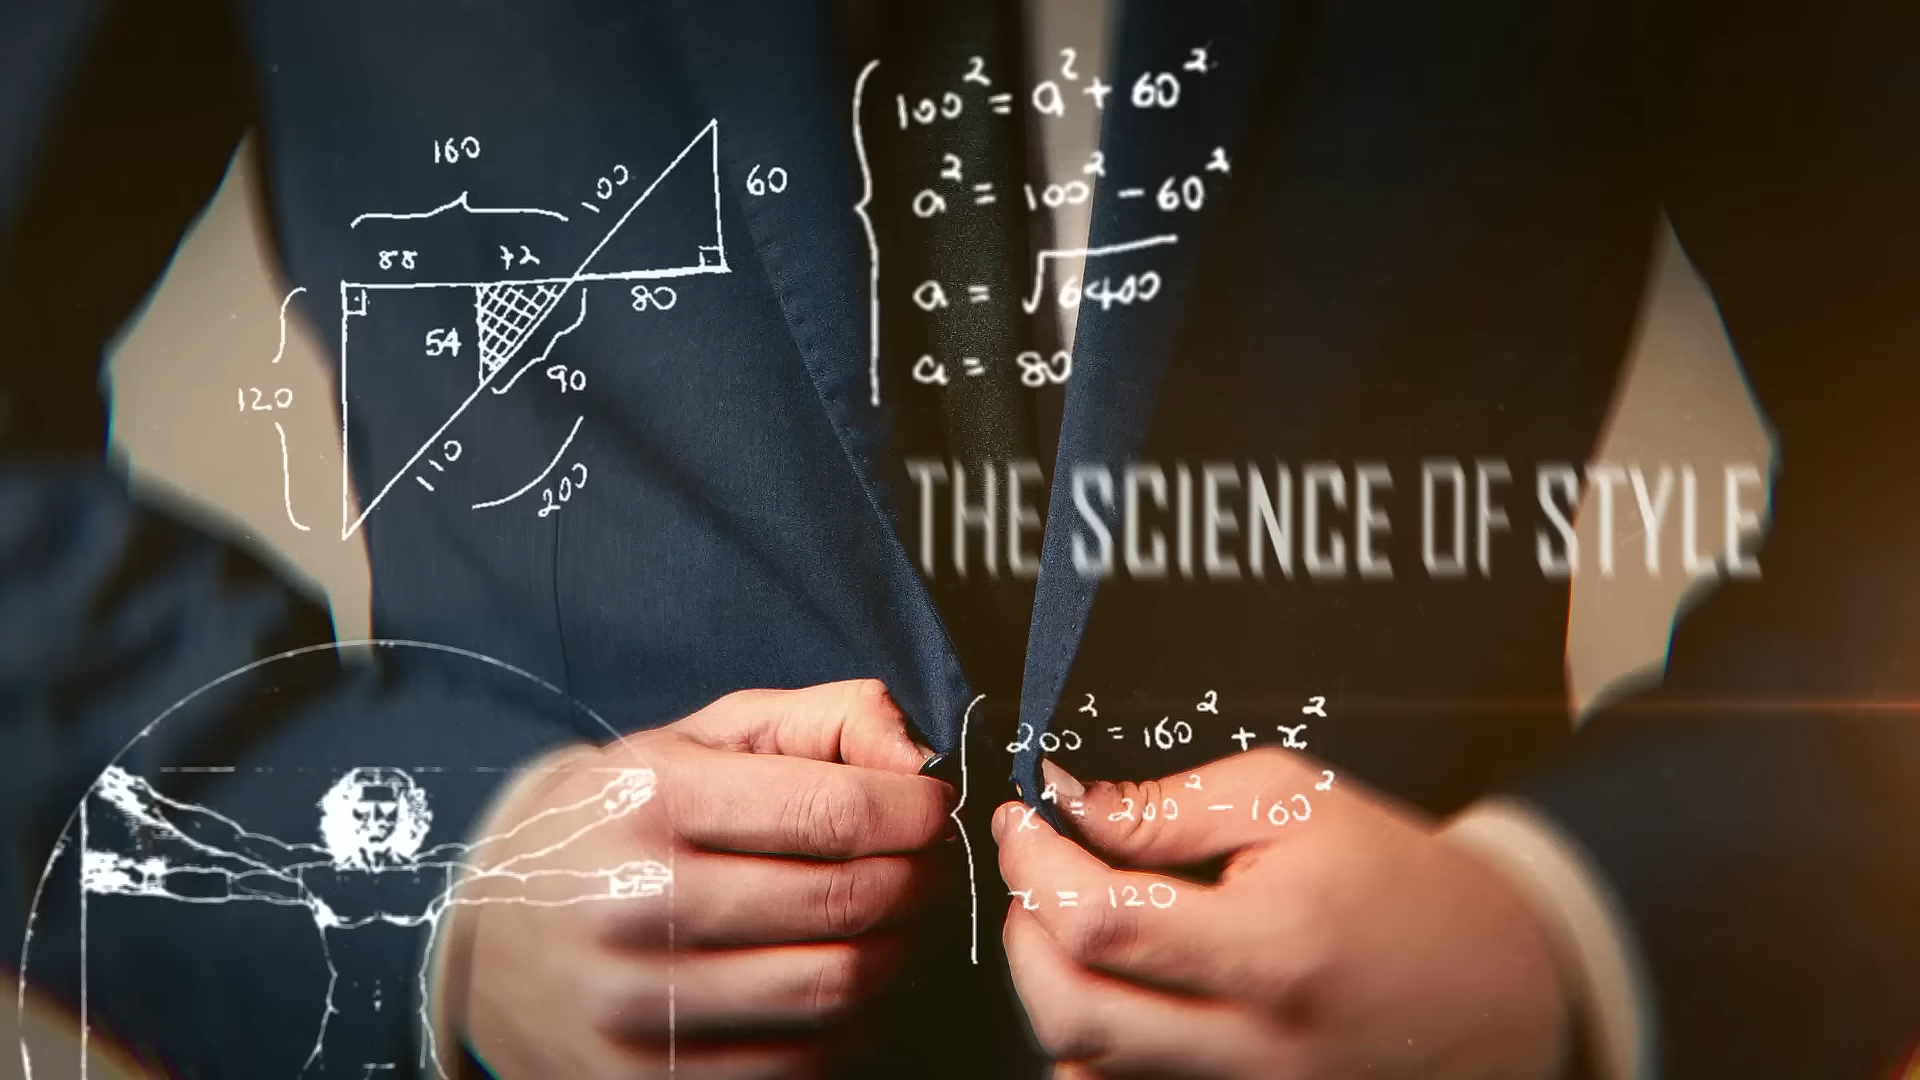 160
100
60
88
72
80
54
90
120
110
200
100² = a² + 60²
a² = 100² - 60²
a = √6400
a = 80
THE SCIENCE OF STYLE
200² = 160² + x²
x² = 200² - 160²
x = 120